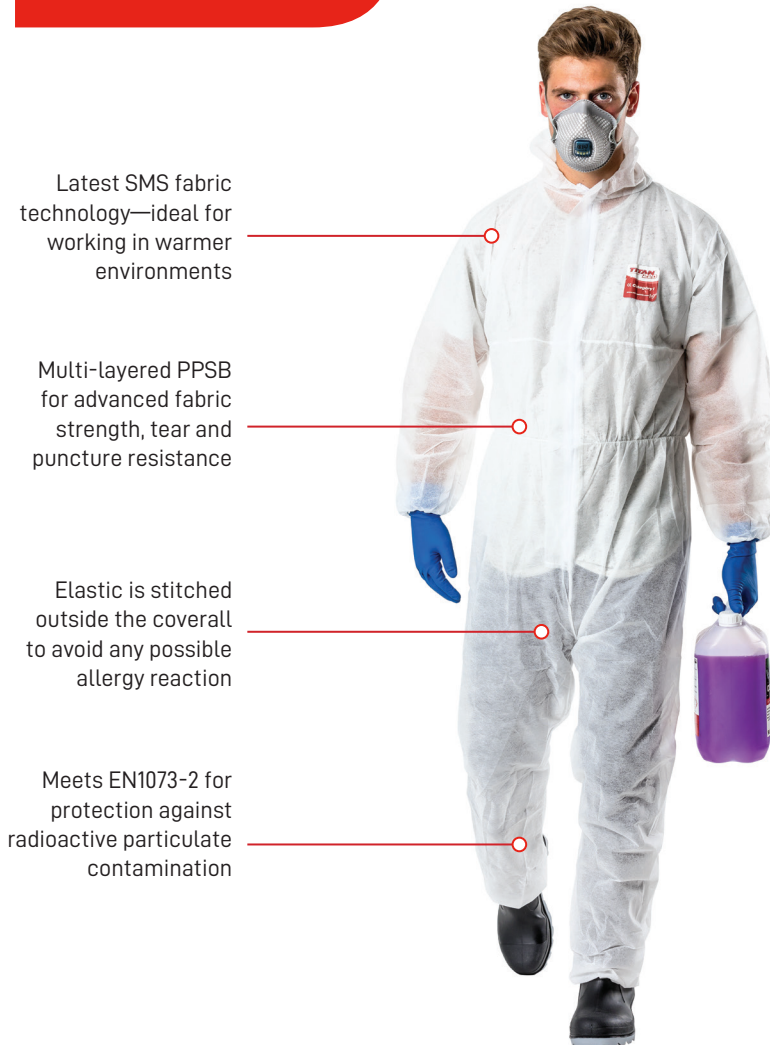 Latest SMS fabric
technology—ideal for
working in warmer
environments
TITAN
Multi-layered PPSB
for advanced fabric
strength, tear and
puncture resistance
Elastic is stitched
outside the coverall
to avoid any possible
allergy reaction
Meets EN1073-2 for
protection against
radioactive particulate
contamination